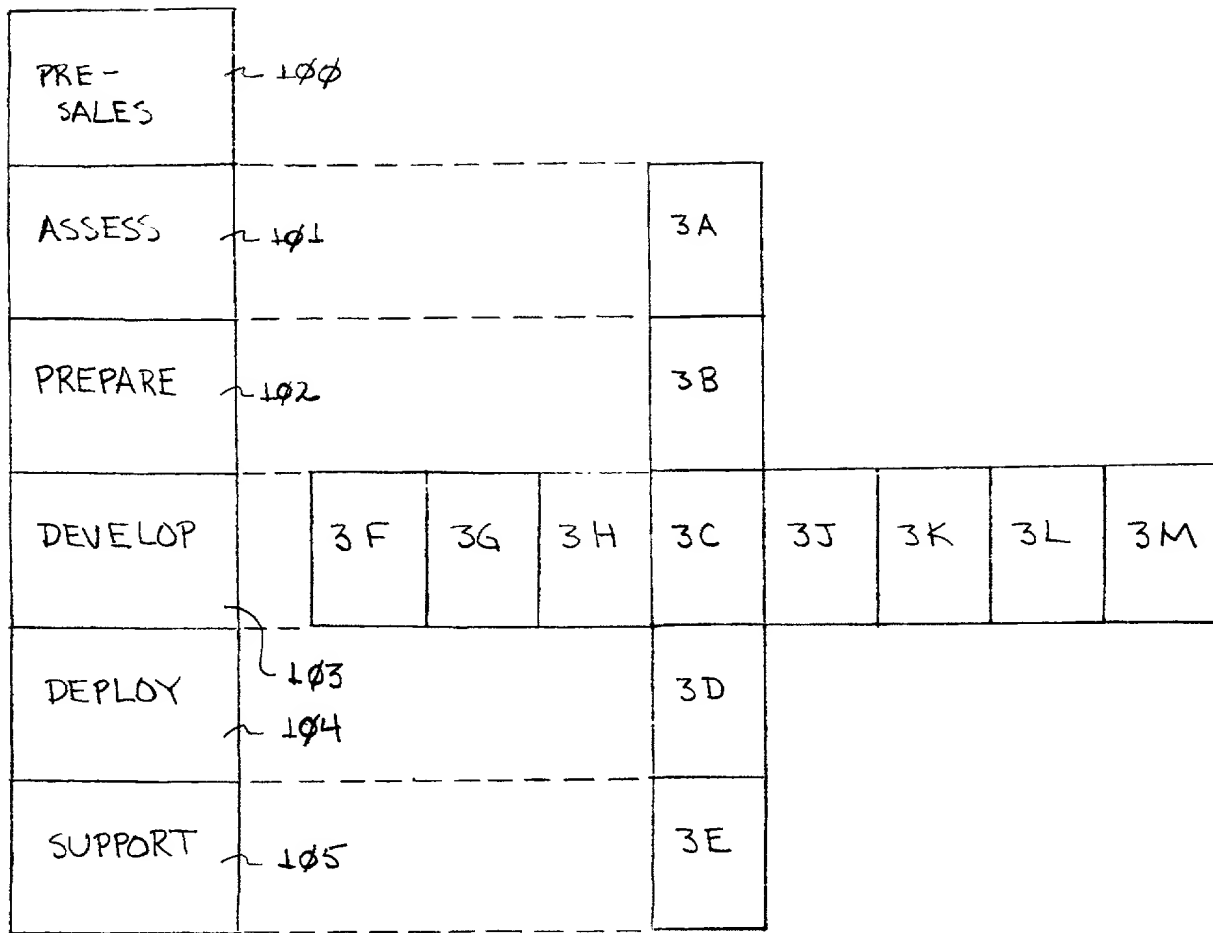 PRE-
SALES
100
ASSESS
101
3A
PREPARE
102
3B
DEVELOP
3F
3G
3H
3C
3J
3K
3L
3M
103
DEPLOY
104
3D
SUPPORT
105
3E